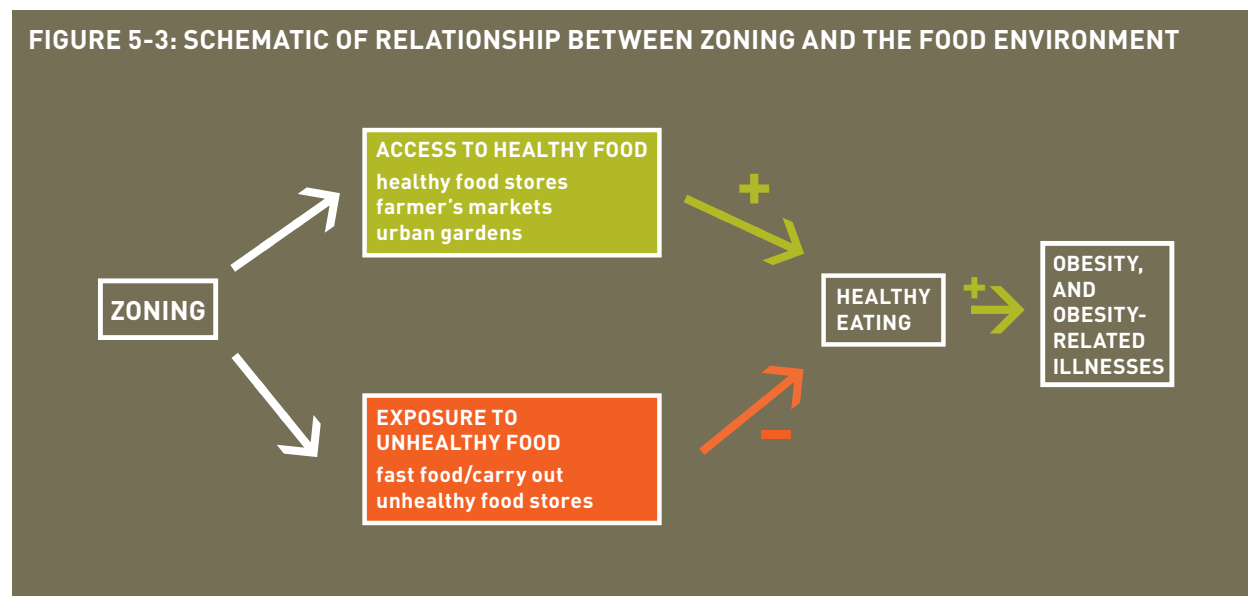 FIGURE 5-3: SCHEMATIC OF RELATIONSHIP BETWEEN ZONING AND THE FOOD ENVIRONMENT
ACCESS TO HEALTHY FOOD
healthy food stores
farmer's markets
urban gardens
+
ZONING
HEALTHY
EATING
+
OBESITY,
AND
OBESITY-
RELATED
ILLNESSES
EXPOSURE TO
UNHEALTHY FOOD
fast food/carry out
unhealthy food stores
–